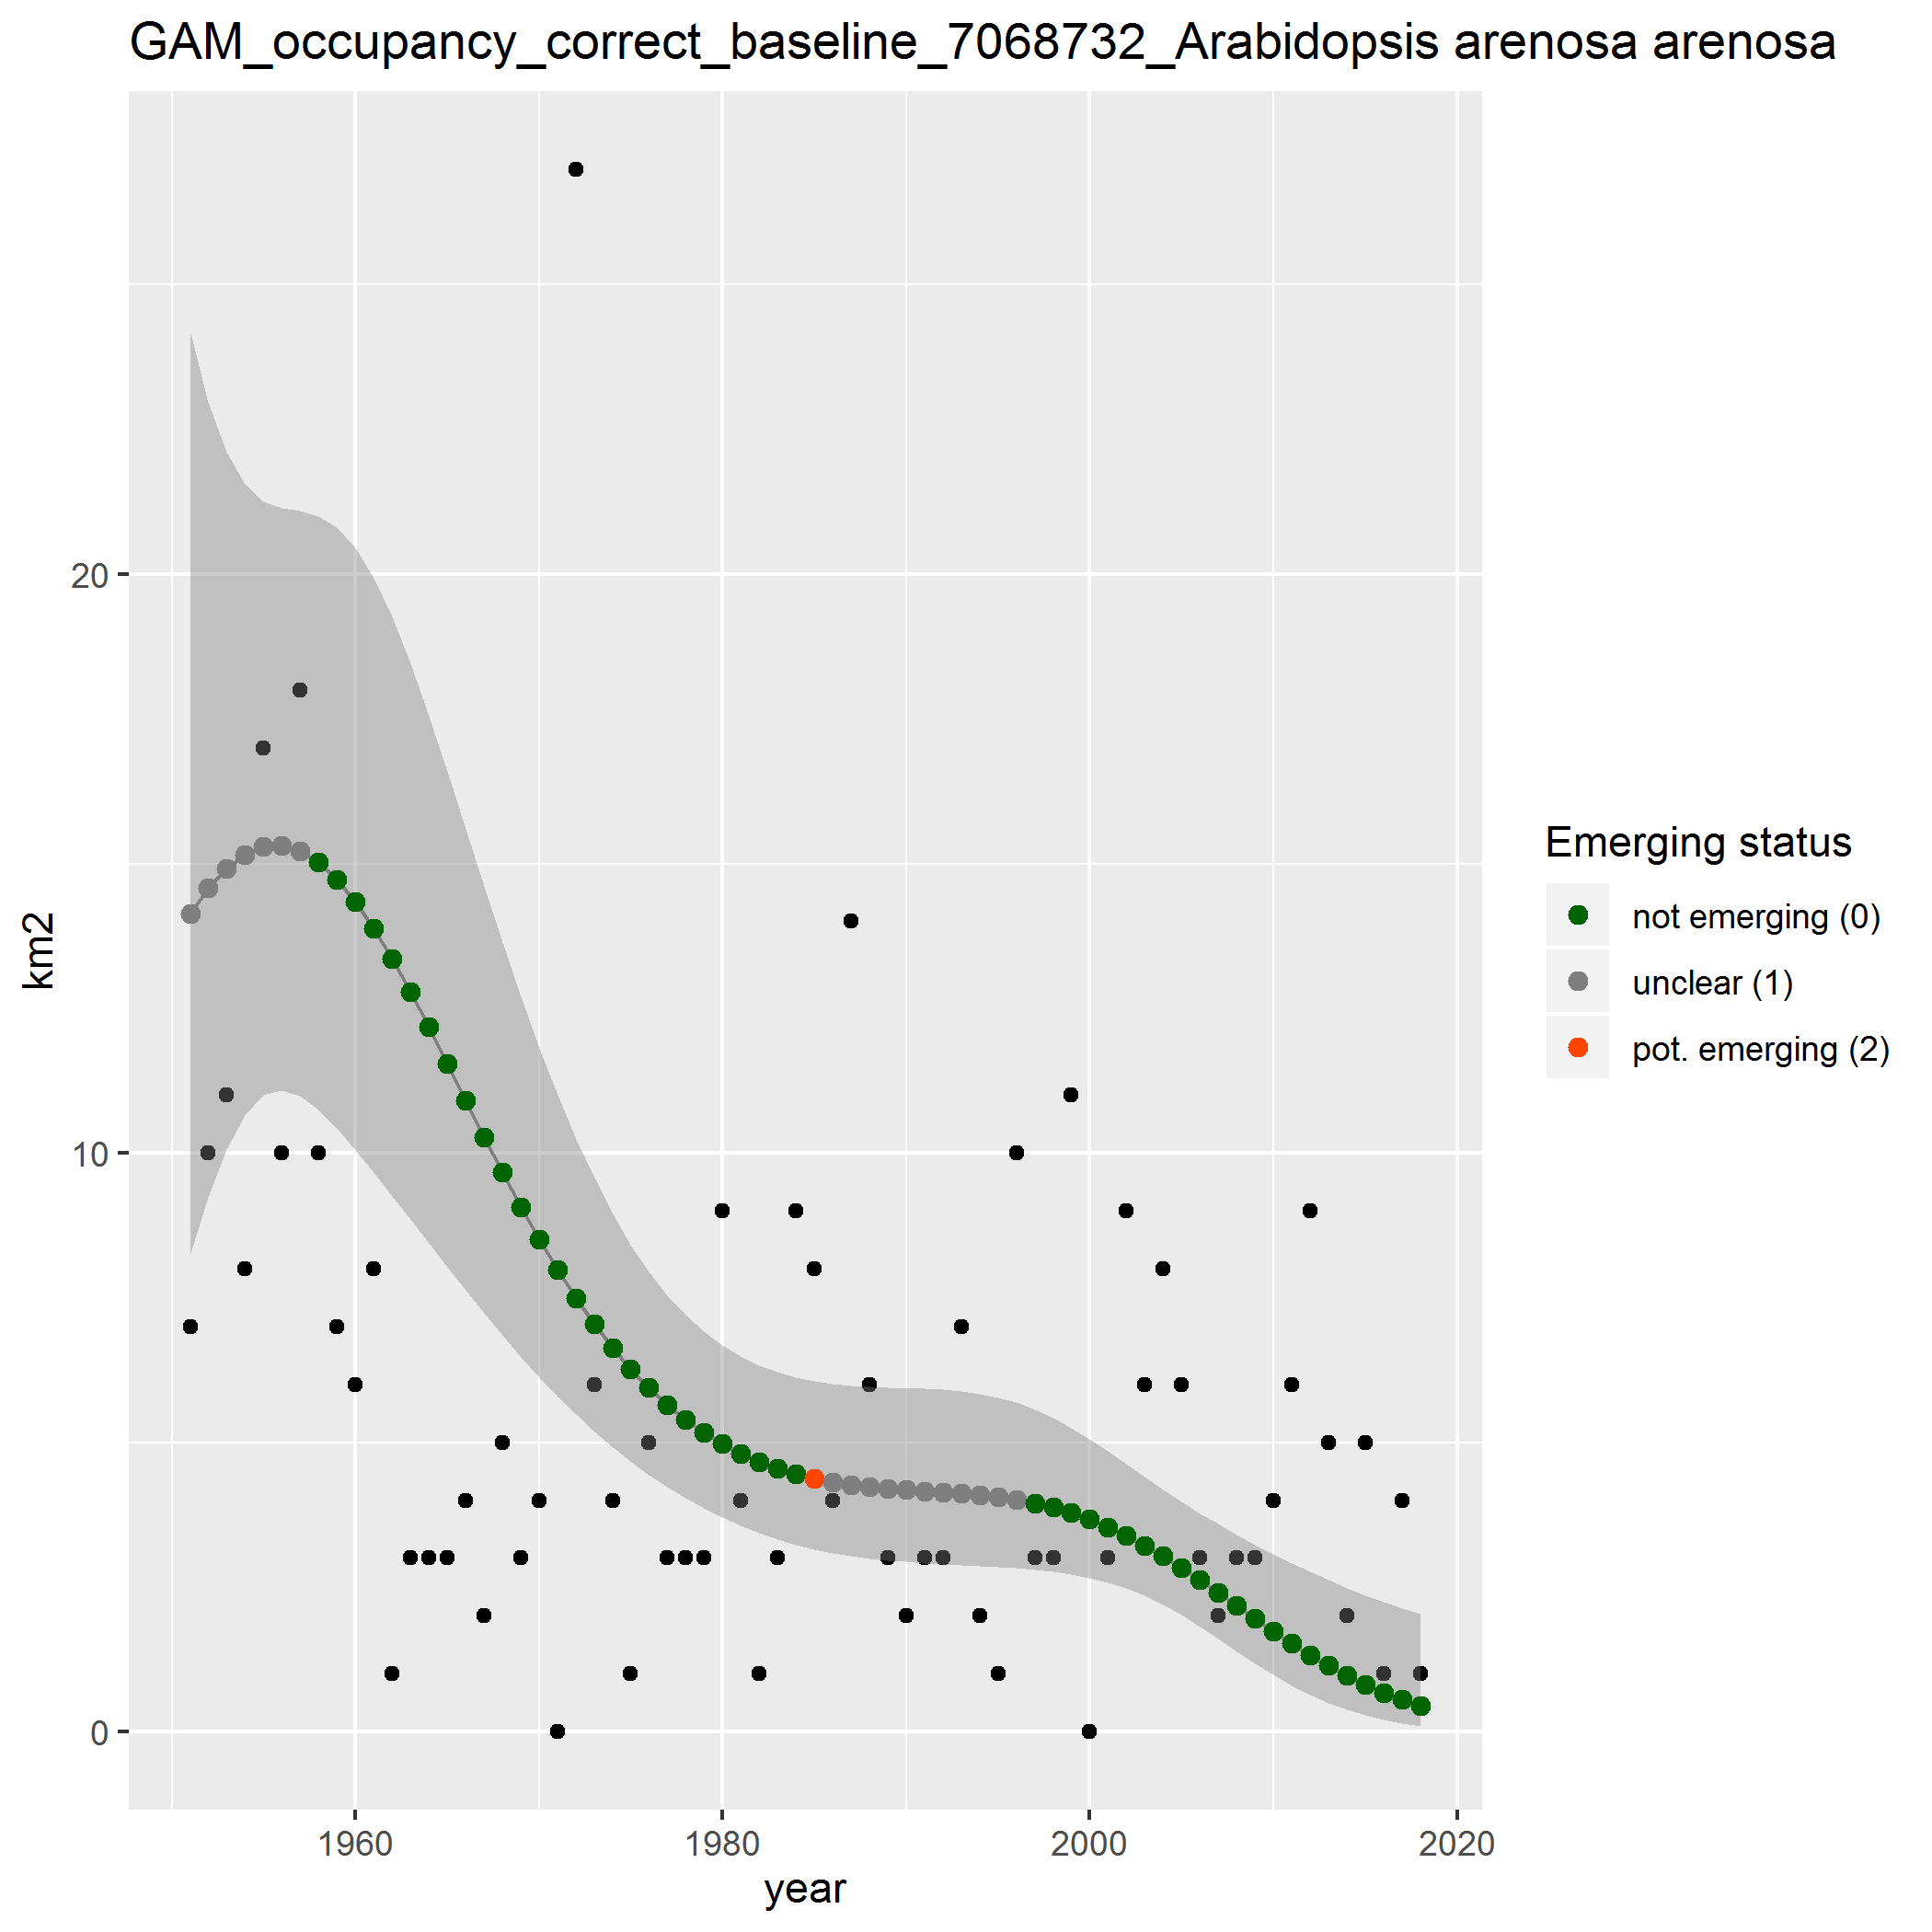 GAM_occupancy_correct_baseline_7068732_Arabidopsis arenosa arenosa
km2
20
10
0
1960
1980
2000
2020
year
Emerging status
not emerging (0)
unclear (1)
pot. emerging (2)